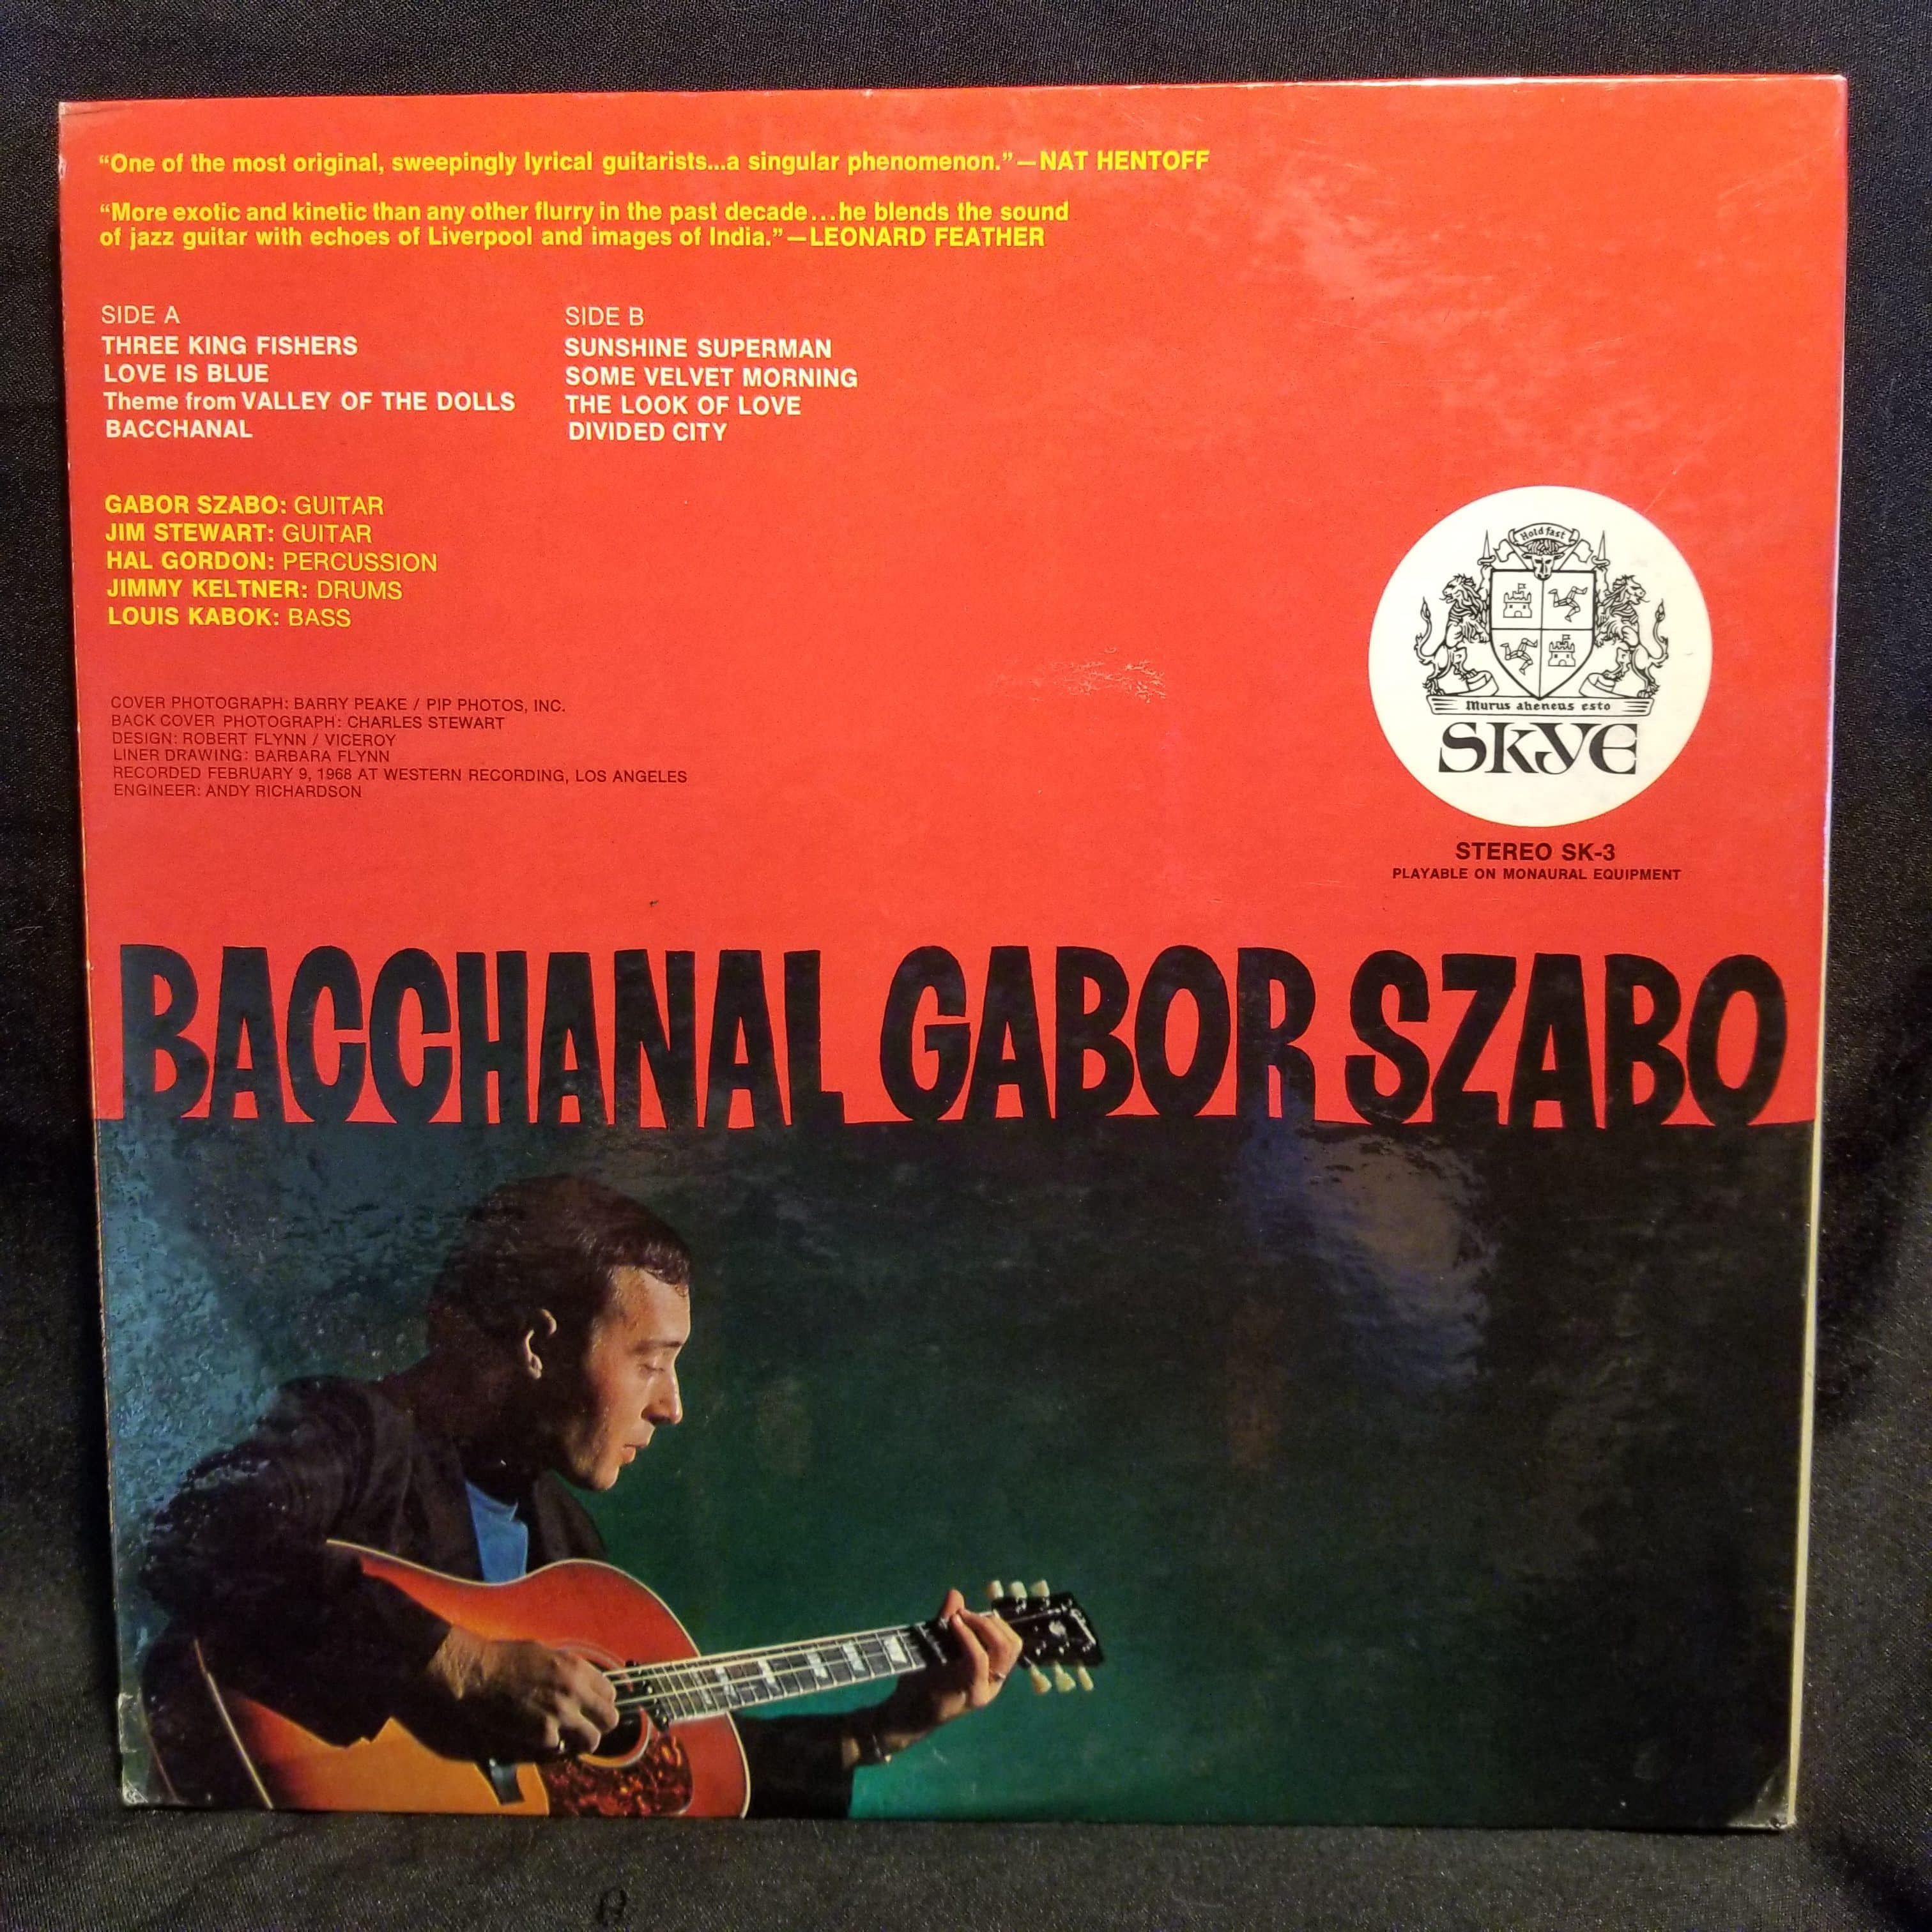 “One of the most original, sweepingly lyrical guitarists...a singular phenomenon.”—NAT HENTOFF
“More exotic and kinetic than any other flurry in the past decade...he blends the sound
of jazz guitar with echoes of Liverpool and images of India.”—LEONARD FEATHER
SIDE A
THREE KING FISHERS
LOVE IS BLUE
Theme from VALLEY OF THE DOLLS
BACCHANAL
SIDE B
SUNSHINE SUPERMAN
SOME VELVET MORNING
THE LOOK OF LOVE
DIVIDED CITY
GABOR SZABO: GUITAR
JIM STEWART: GUITAR
HAL GORDON: PERCUSSION
JIMMY KELTNER: DRUMS
LOUIS KABOK: BASS
COVER PHOTOGRAPH: BARRY PEAKE / PIP PHOTOS, INC.
BACK COVER PHOTOGRAPH: CHARLES STEWART
DESIGN: ROBERT FLYNN / VICEROY
LINER DRAWING: BARBARA FLYNN
RECORDED FEBRUARY 9, 1968 AT WESTERN RECORDING, LOS ANGELES
ENGINEER: ANDY RICHARDSON
Hold fast
Murus aheneus esto
SKYE
STEREO SK-3
PLAYABLE ON MONAURAL EQUIPMENT
BACCHANAL GABOR SZABO